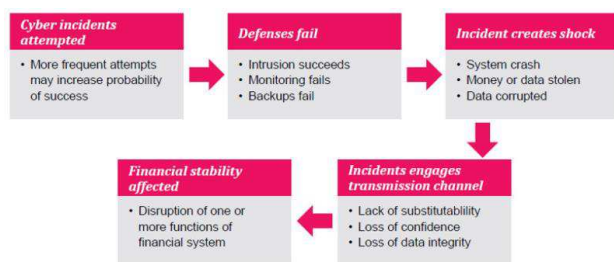 Cyber incidents
attempted
• More frequent attempts
may increase probability
of success
Defenses fail
• Intrusion succeeds
• Monitoring fails
• Backups fail
Incident creates shock
• System crash
• Money or data stolen
• Data corrupted
Incidents engages
transmission channel
• Lack of substitutablility
• Loss of confidence
• Loss of data integrity
Financial stability
affected
• Disruption of one or
more functions of
financial system